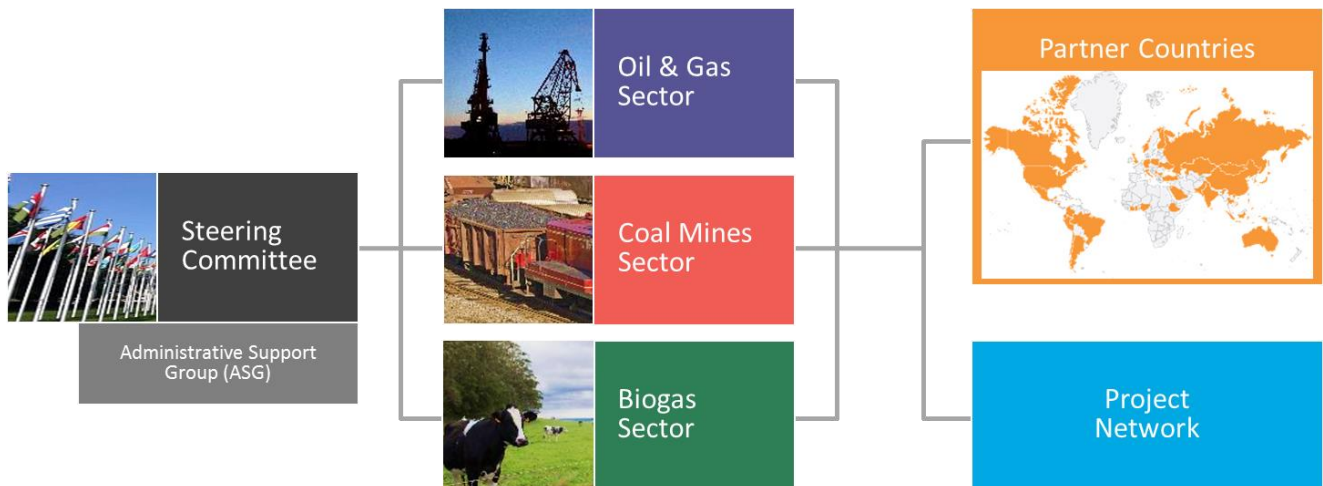 Steering
Committee
Administrative Support
Group (ASG)
Oil & Gas
Sector
Coal Mines
Sector
Biogas
Sector
Partner Countries
Project
Network